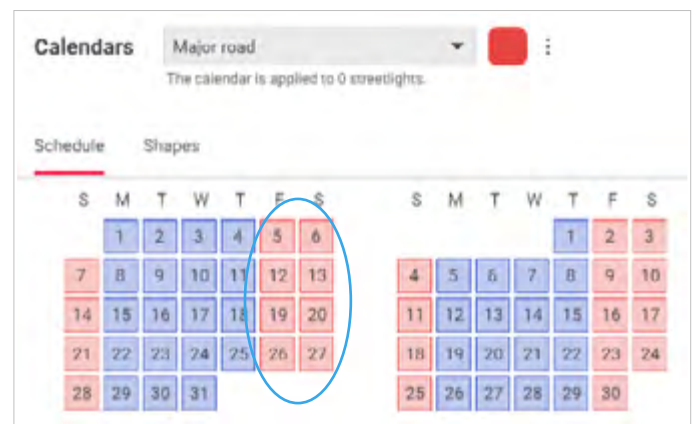 Calendars Major road
The calendar is applied to 0 streetlights.
Schedule Shapes
S M T W T F S S M T W T F S
1 2 3 4 5 6 1 2 3
7 8 9 10 11 12 13 4 5 6 7 8 9 10
14 15 16 17 18 19 20 11 12 13 14 15 16 17
21 22 23 24 25 26 27 18 19 20 21 22 23 24
28 29 30 31 25 26 27 28 29 30